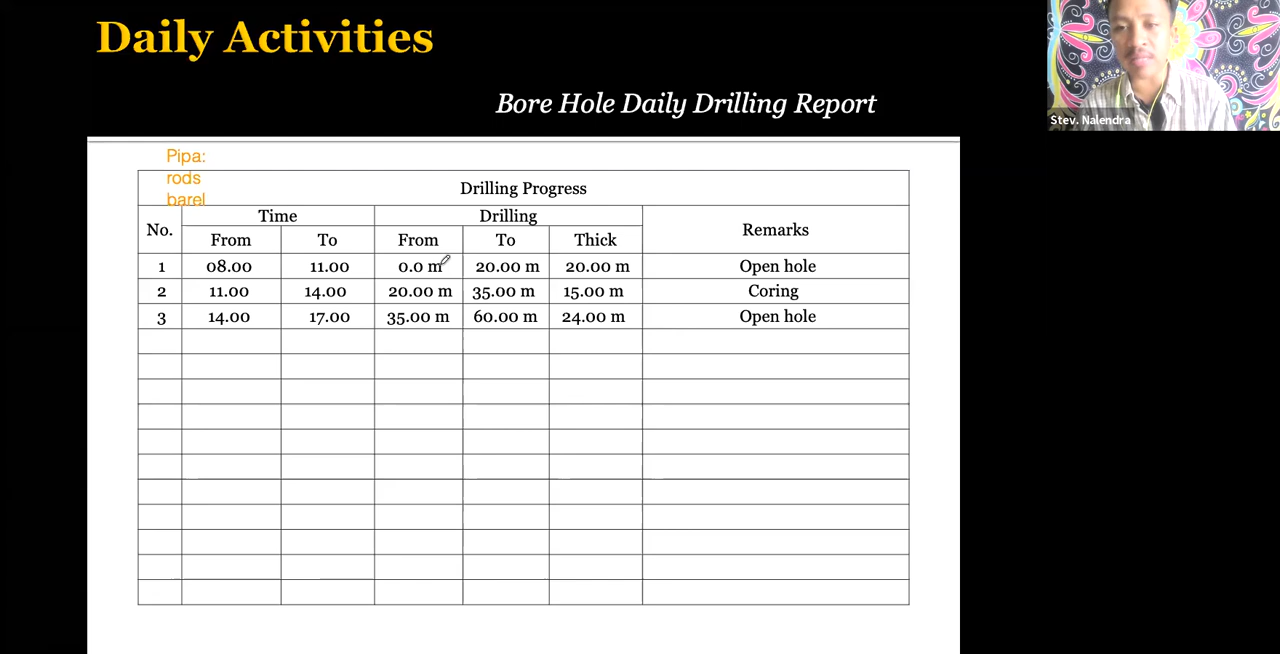 Daily Activities
Bore Hole Daily Drilling Report
Stev. Nalendra
Pipa:
rods
barel
Drilling Progress
No. Time Drilling Remarks
From To From To Thick
1 08.00 11.00 0.0 m 20.00 m 20.00 m Open hole
2 11.00 14.00 20.00 m 35.00 m 15.00 m Coring
3 14.00 17.00 35.00 m 60.00 m 24.00 m Open hole